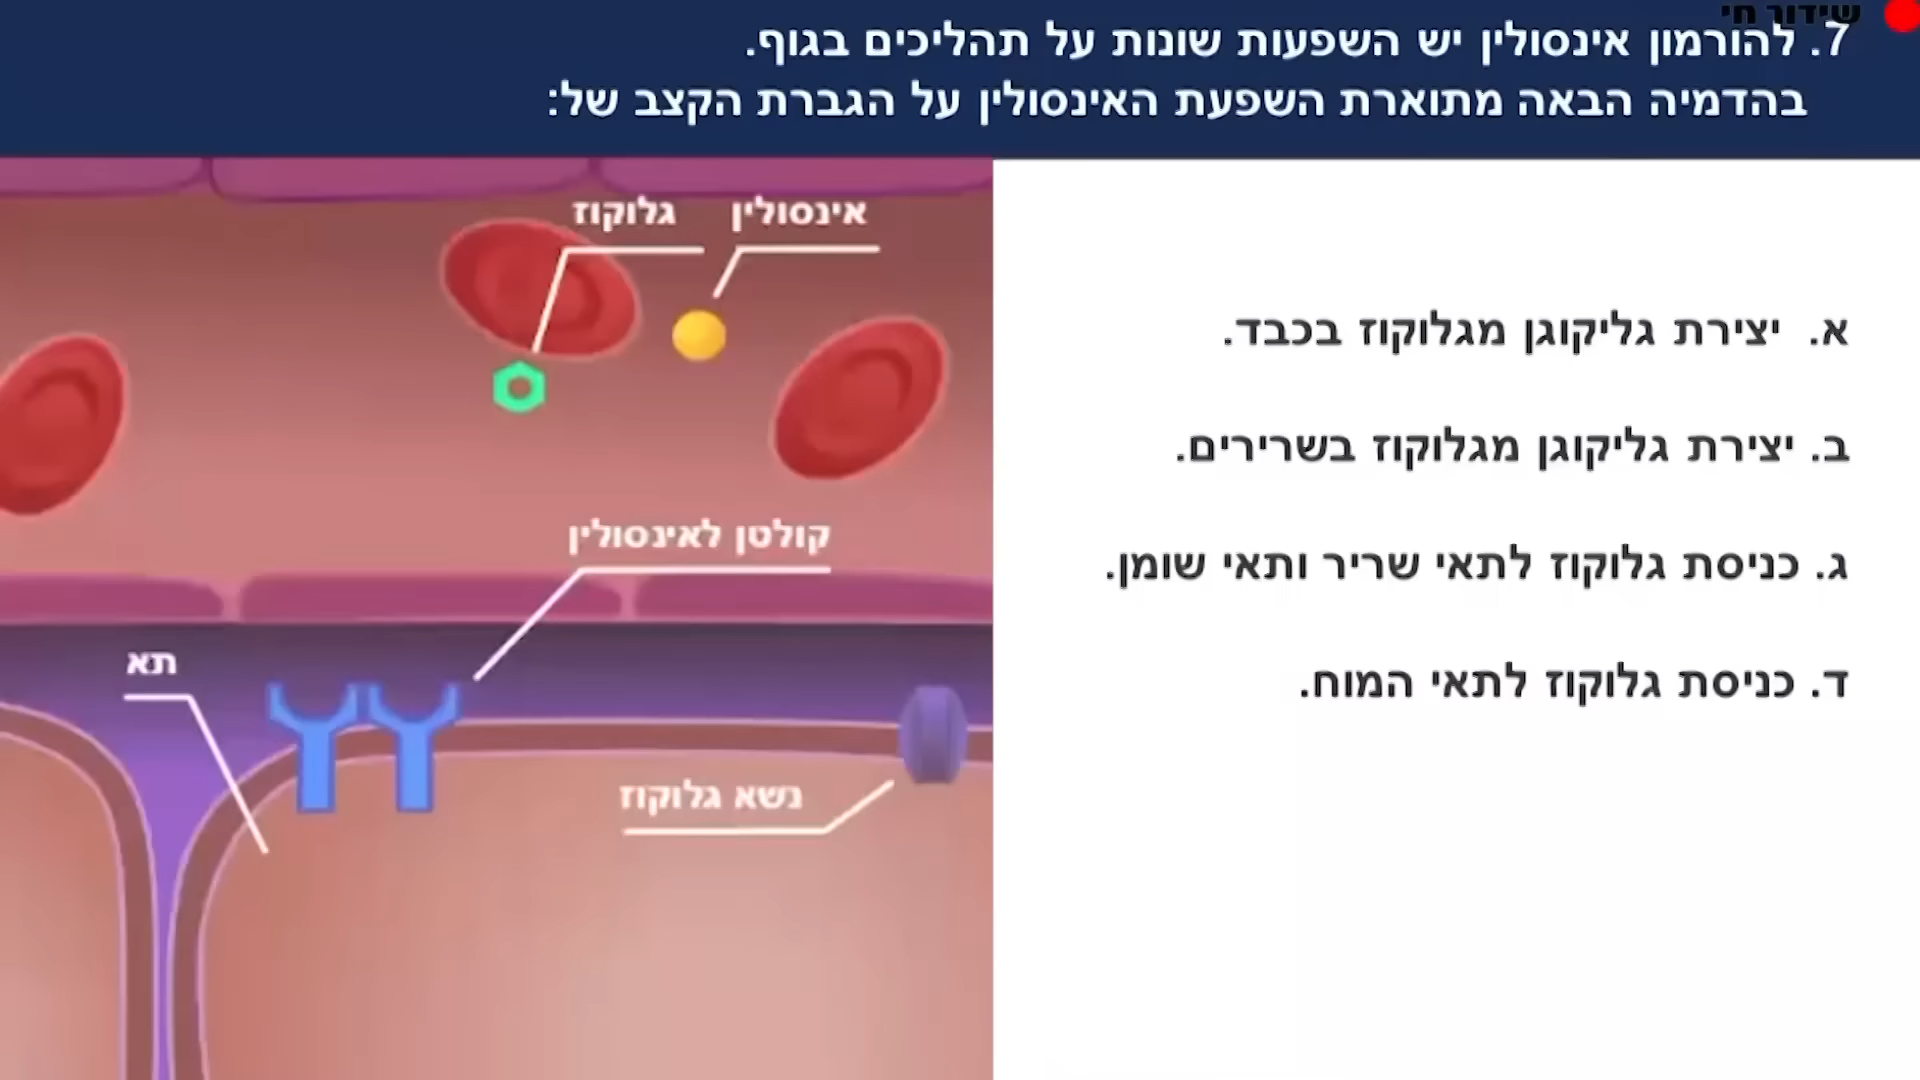 שידור חי
7. להורמון אינסולין יש השפעות שונות על תהליכים בגוף.
בהדמיה הבאה מתוארת השפעת האינסולין על הגברת הקצב של:
אינסולין
גלוקוז
קולטן לאינסולין
תא
נשא גלוקוז
א. יצירת גליקוגן מגלוקוז בכבד.
ב. יצירת גליקוגן מגלוקוז בשרירים.
ג. כניסת גלוקוז לתאי שריר ותאי שומן.
ד. כניסת גלוקוז לתאי המוח.